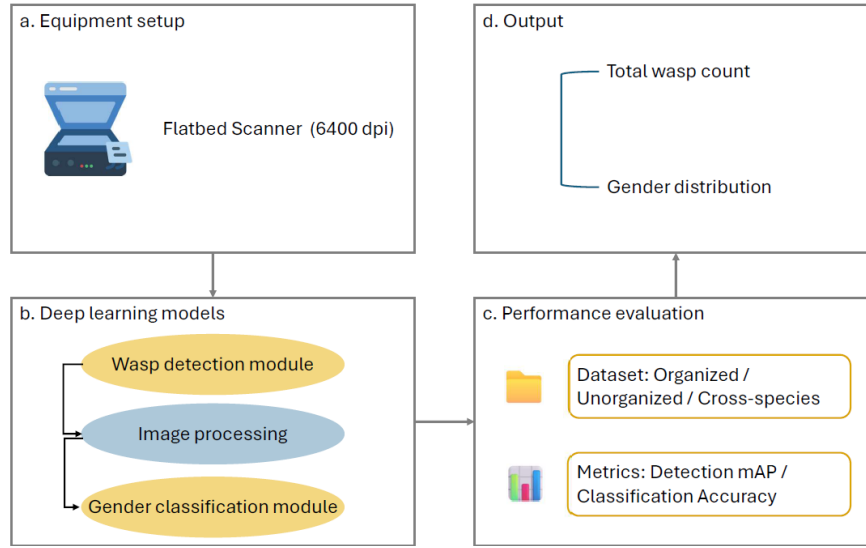 a. Equipment setup
Flatbed Scanner (6400 dpi)
b. Deep learning models
Wasp detection module
Image processing
Gender classification module
c. Performance evaluation
Dataset: Organized /
Unorganized / Cross-species
Metrics: Detection mAP /
Classification Accuracy
d. Output
Total wasp count
Gender distribution